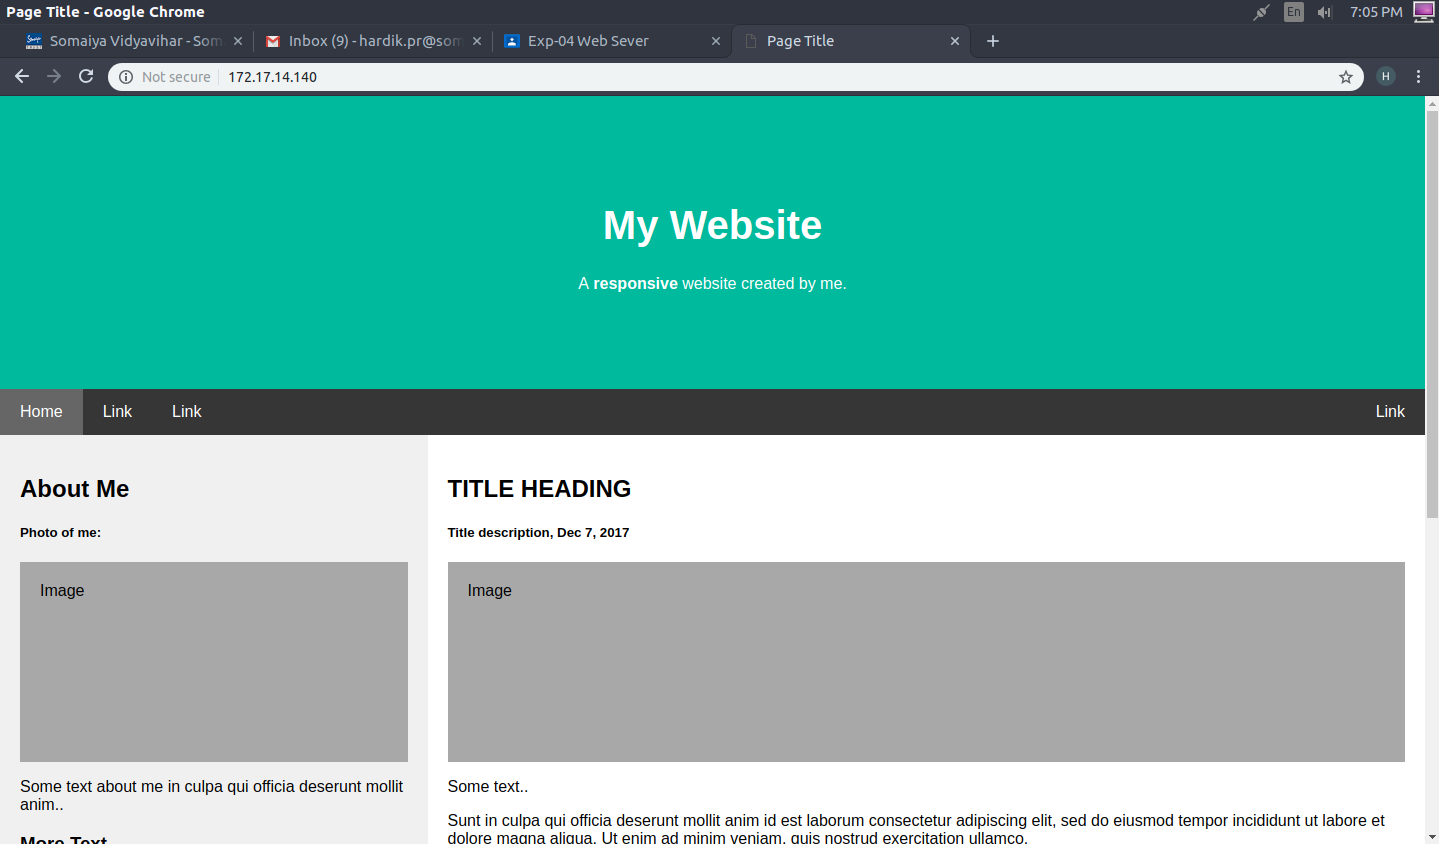 Page Title - Google Chrome
En
7:05 PM
Somaiya Vidyavihar - Som
Inbox (9) - hardik.pr@som
Exp-04 Web Sever
Page Title
Not secure
172.17.14.140
H
My Website
A responsive website created by me.
Home
Link
Link
Link
About Me
Photo of me:
Image
Some text about me in culpa qui officia deserunt mollit
anim..
More Text
TITLE HEADING
Title description, Dec 7, 2017
Image
Some text..
Sunt in culpa qui officia deserunt mollit anim id est laborum consectetur adipiscing elit, sed do eiusmod tempor incididunt ut labore et
dolore magna aliqua. Ut enim ad minim veniam, quis nostrud exercitation ullamco.